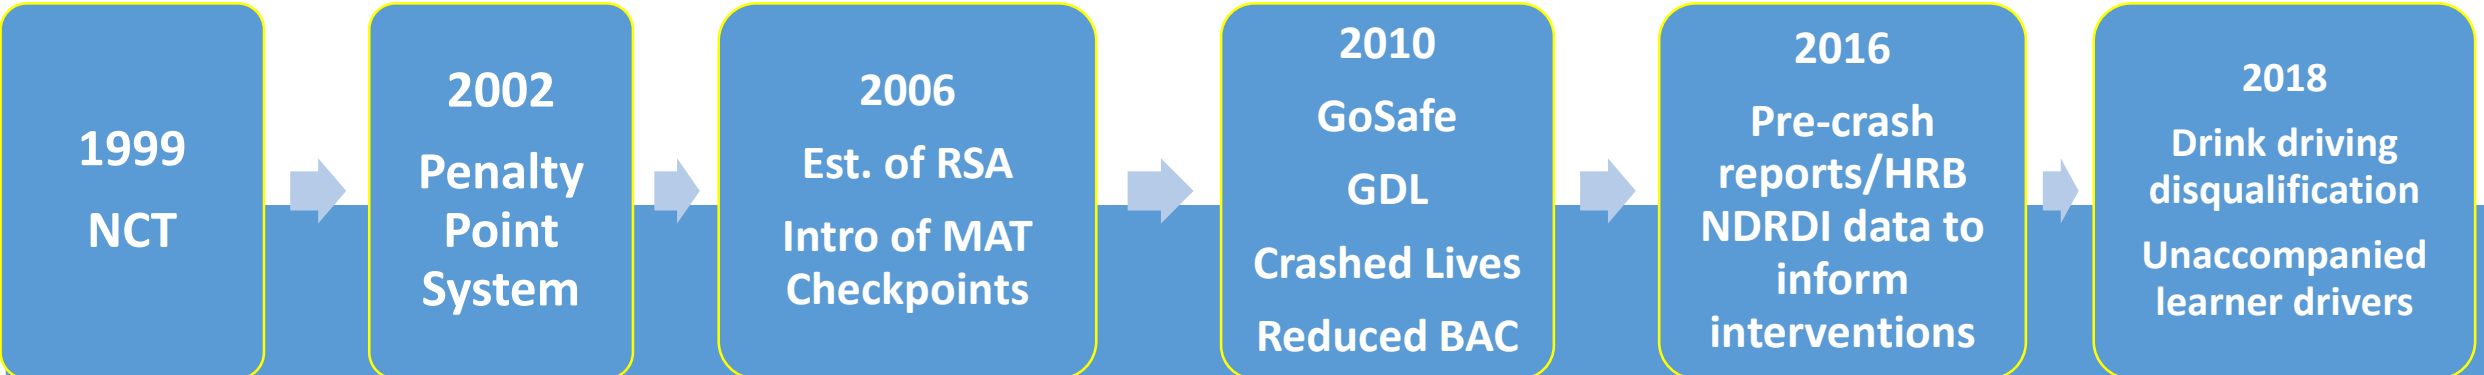 1999
NCT
2002
Penalty
Point
System
2006
Est. of RSA
Intro of MAT
Checkpoints
2010
GoSafe
GDL
Crashed Lives
Reduced BAC
2016
Pre-crash
reports/HRB
NDRDI data to
inform
interventions
2018
Drink driving
disqualification
Unaccompanied
learner drivers